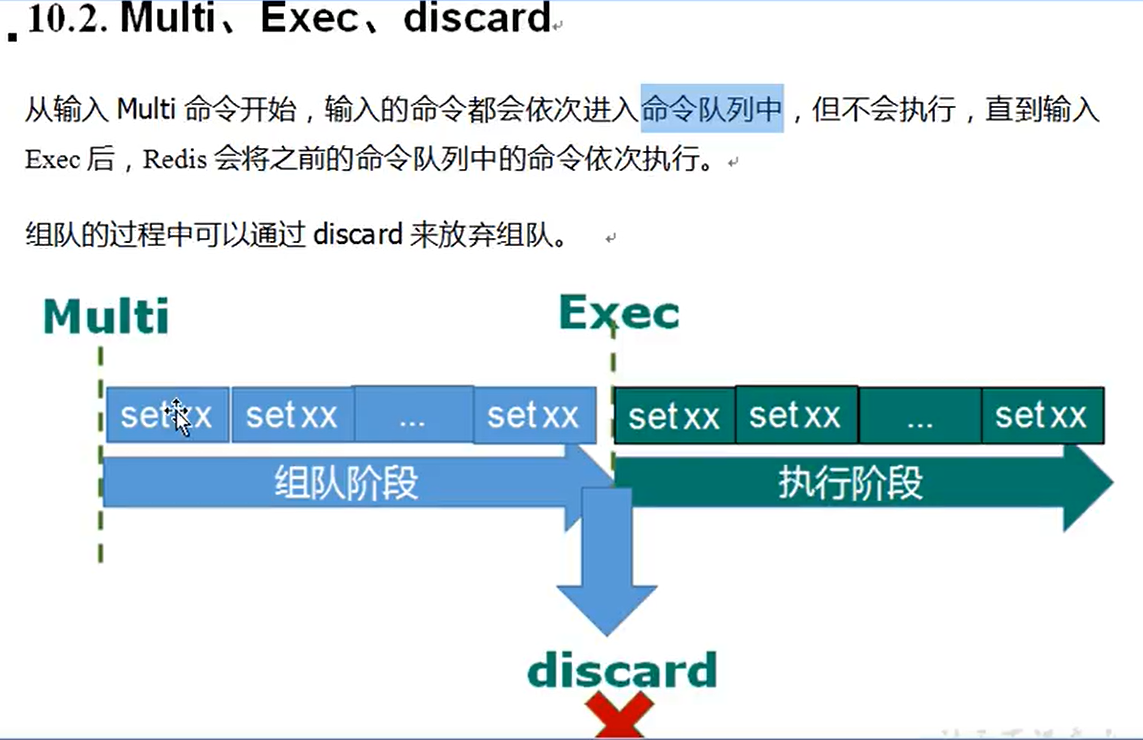 10.2. Multi、Exec、discard
从输入 Multi 命令开始，输入的命令都会依次进入命令队列中，但不会执行，直到输入
Exec 后，Redis 会将之前的命令队列中的命令依次执行。
组队的过程中可以通过 discard 来放弃组队。
Multi
Exec
set xx
set xx
...
set xx
set xx
set xx
...
set xx
组队阶段
执行阶段
discard